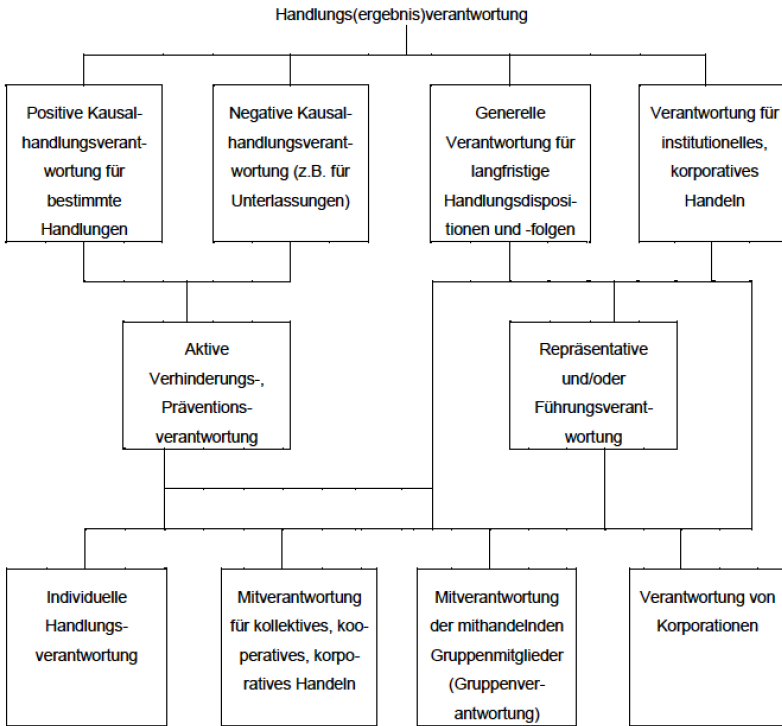 Handlungs(ergebnis)verantwortung
Positive Kausal-
handlungsverant-
wortung für
bestimmte
Handlungen
Negative Kausal-
handlungsverant-
wortung (z.B. für
Unterlassungen)
Generelle
Verantwortung für
langfristige
Handlungsdisposi-
tionen und -folgen
Verantwortung für
institutionelles,
korporatives
Handeln
Aktive
Verhinderungs-,
Präventions-
verantwortung
Repräsentative
und/oder
Führungsverant-
wortung
Individuelle
Handlungs-
verantwortung
Mitverantwortung
für kollektives, koo-
peratives, korpo-
ratives Handeln
Mitverantwortung
der mithandelnden
Gruppenmitglieder
(Gruppenver-
antwortung)
Verantwortung von
Korporationen